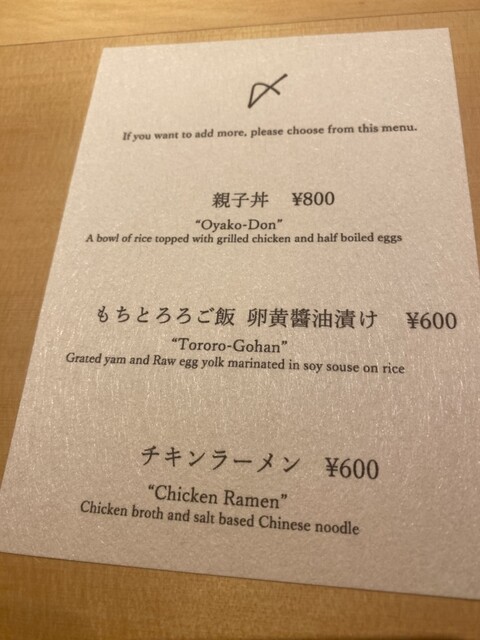 〆
If you want to add more, please choose from this menu.
親子丼 ¥800
“Oyako-Don”
A bowl of rice topped with grilled chicken and half boiled eggs
もちとろろご飯 卵黄醬油漬け ¥600
“Tororo-Gohan”
Grated yam and Raw egg yolk marinated in soy souse on rice
チキンラーメン ¥600
“Chicken Ramen”
Chicken broth and salt based Chinese noodle